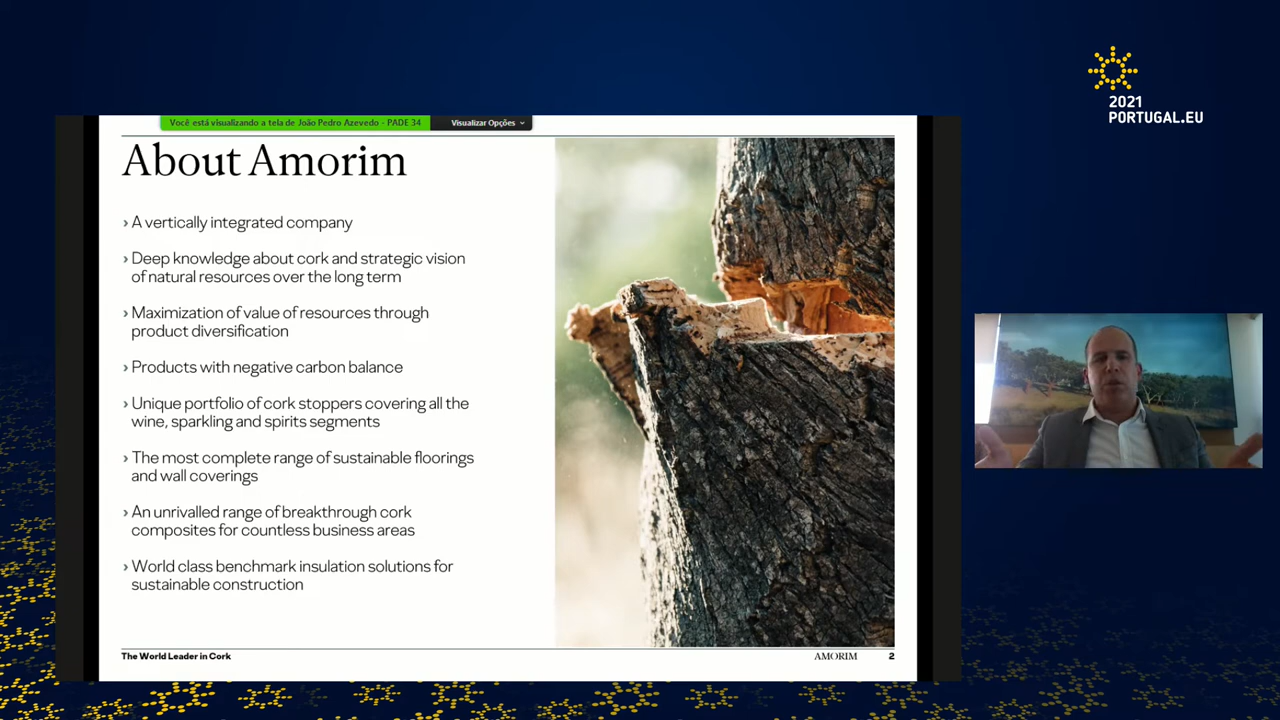 2021
PORTUGAL.EU
Você está visualizando a tela de João Pedro Azevedo - PADE 34
Visualizar Opções
About Amorim
› A vertically integrated company
› Deep knowledge about cork and strategic vision
of natural resources over the long term
› Maximization of value of resources through
product diversification
› Products with negative carbon balance
› Unique portfolio of cork stoppers covering all the
wine, sparkling and spirits segments
› The most complete range of sustainable floorings
and wall coverings
› An unrivalled range of breakthrough cork
composites for countless business areas
› World class benchmark insulation solutions for
sustainable construction
The World Leader in Cork
AMORIM
2